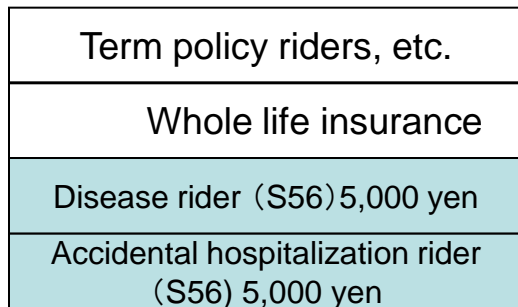 Term policy riders, etc.
Whole life insurance
Disease rider（S56）5,000 yen
Accidental hospitalization rider
（S56) 5,000 yen